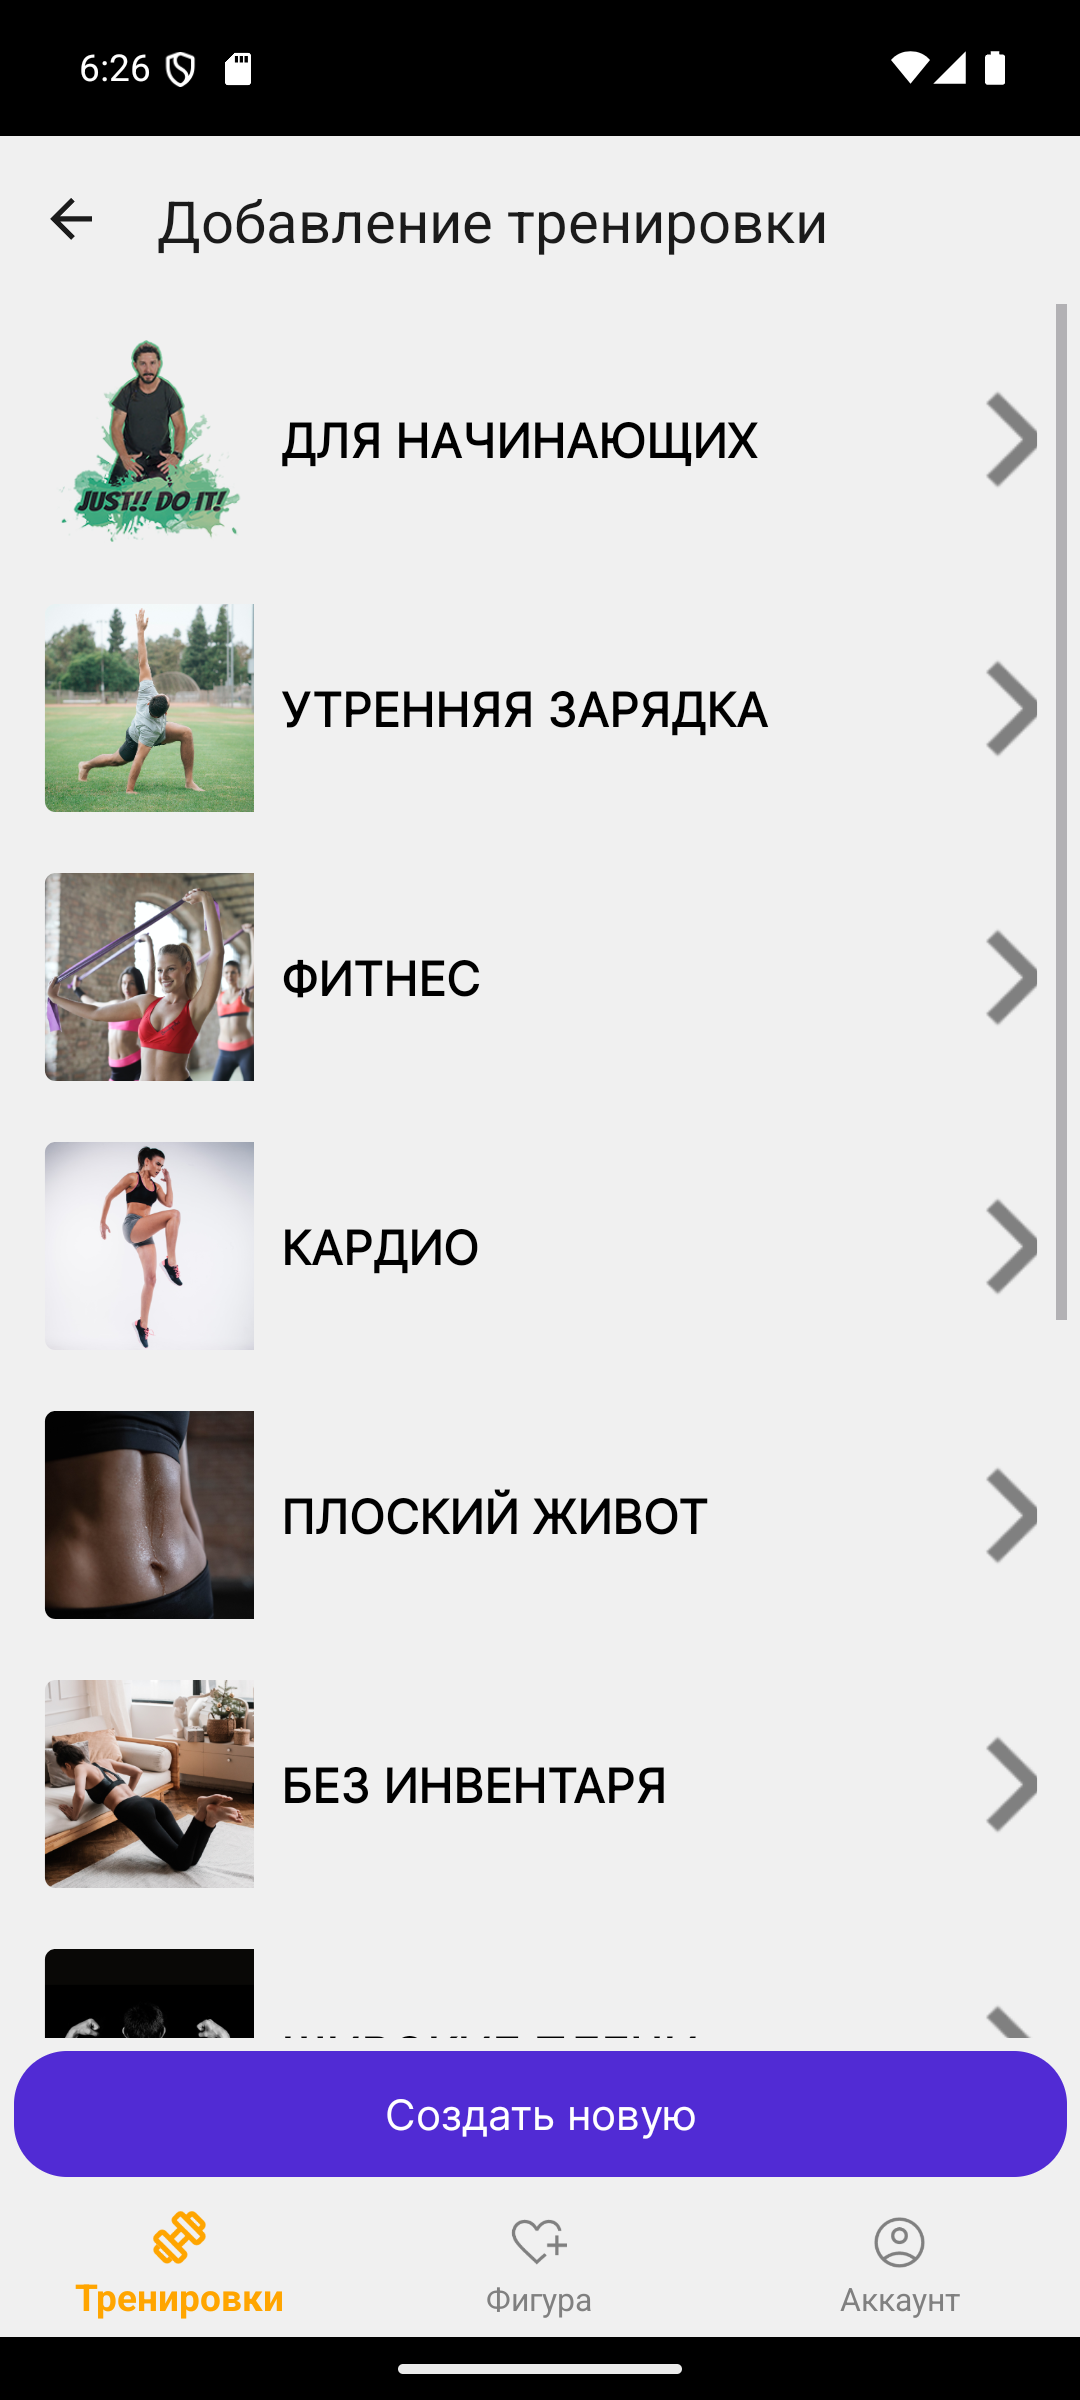 6:26
Добавление тренировки
JUST!! DO IT!
ДЛЯ НАЧИНАЮЩИХ
УТРЕННЯЯ ЗАРЯДКА
ФИТНЕС
КАРДИО
ПЛОСКИЙ ЖИВОТ
БЕЗ ИНВЕНТАРЯ
Создать новую
Тренировки
Фигура
Аккаунт